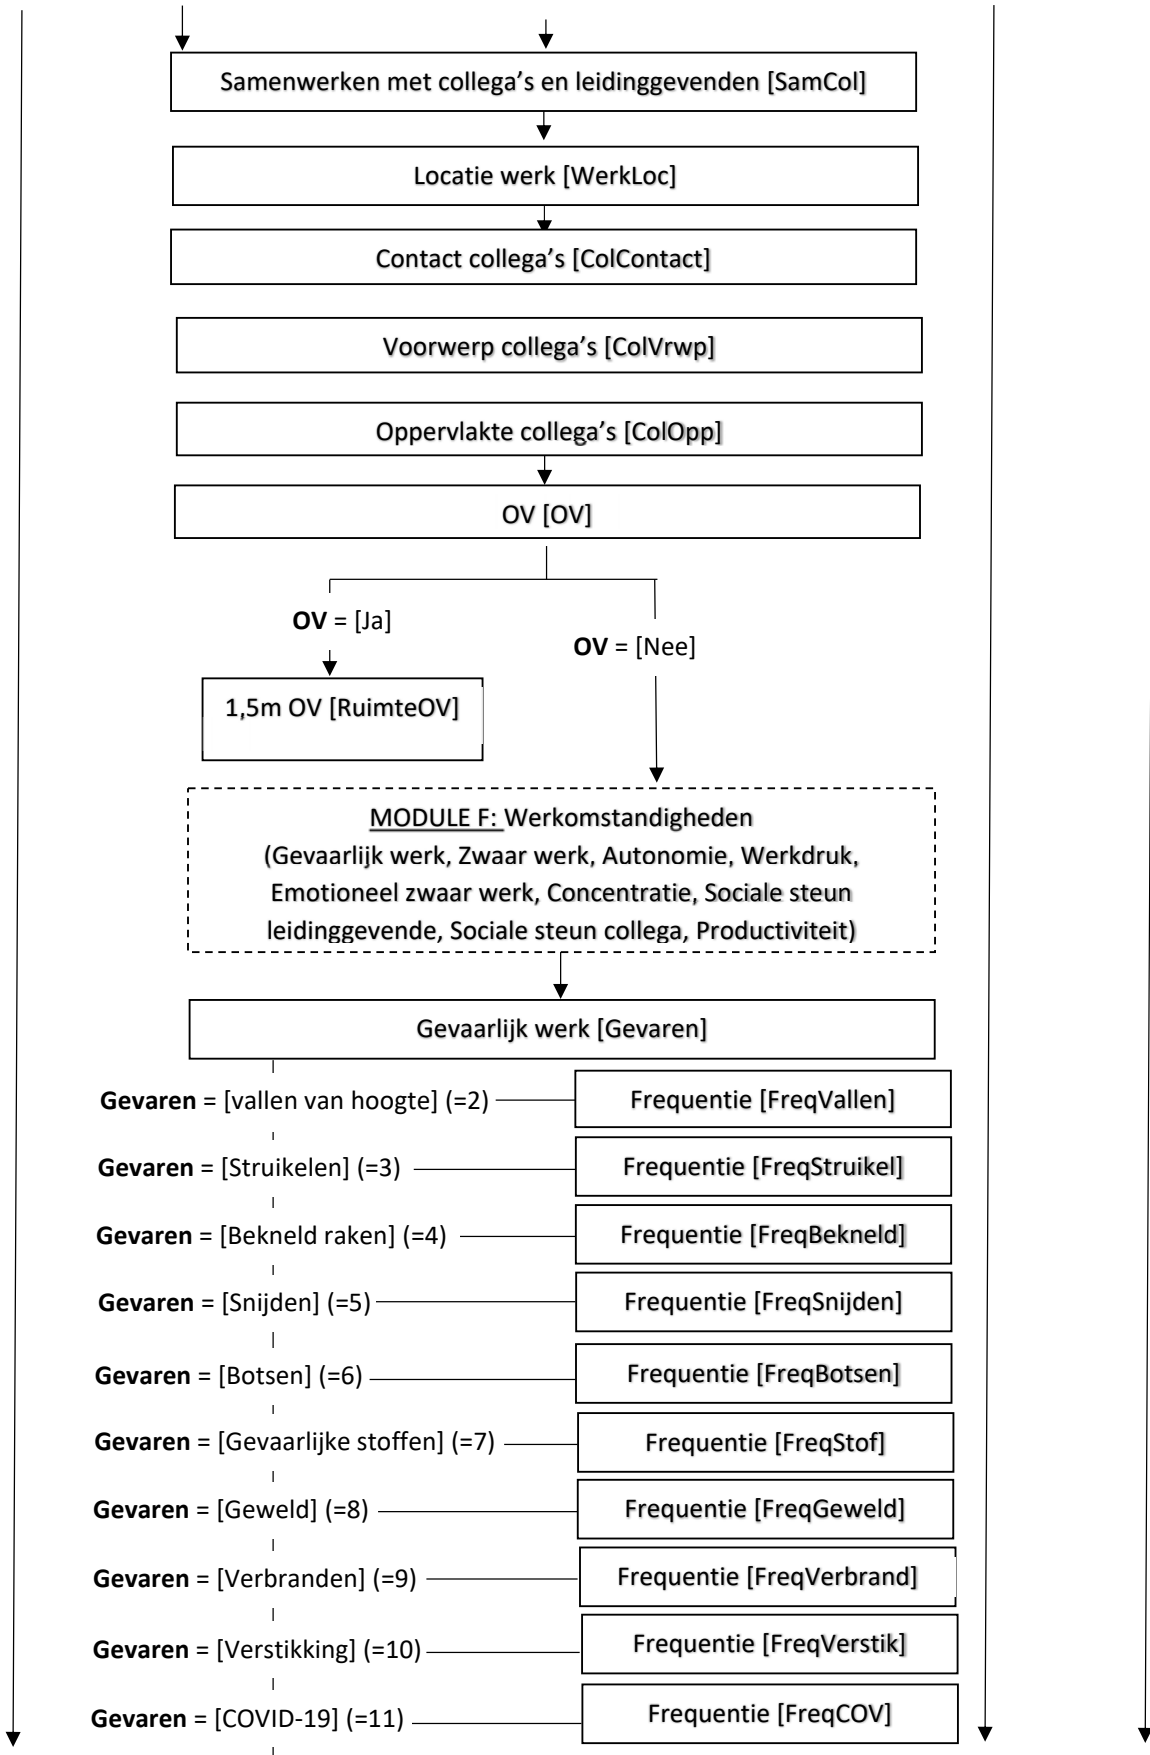 Samenwerken met collega's en leidinggevenden [SamCol]
Locatie werk [WerkLoc]
Contact collega's [ColContact]
Voorwerp collega's [ColVrwp]
Oppervlakte collega's [ColOpp]
OV [OV]
OV = [Ja]
OV = [Nee]
1,5m OV [RuimteOV]
MODULE F: Werkomstandigheden
(Gevaarlijk werk, Zwaar werk, Autonomie, Werkdruk,
Emotioneel zwaar werk, Concentratie, Sociale steun
leidinggevende, Sociale steun collega, Productiviteit)
Gevaarlijk werk [Gevaren]
Gevaren = [vallen van hoogte] (=2)
Frequentie [FreqVallen]
Gevaren = [Struikelen] (=3)
Frequentie [FreqStruikel]
Gevaren = [Bekneld raken] (=4)
Frequentie [FreqBekneld]
Gevaren = [Snijden] (=5)
Frequentie [FreqSnijden]
Gevaren = [Botsen] (=6)
Frequentie [FreqBotsen]
Gevaren = [Gevaarlijke stoffen] (=7)
Frequentie [FreqStof]
Gevaren = [Geweld] (=8)
Frequentie [FreqGeweld]
Gevaren = [Verbranden] (=9)
Frequentie [FreqVerbrand]
Gevaren = [Verstikking] (=10)
Frequentie [FreqVerstik]
Gevaren = [COVID-19] (=11)
Frequentie [FreqCOV]